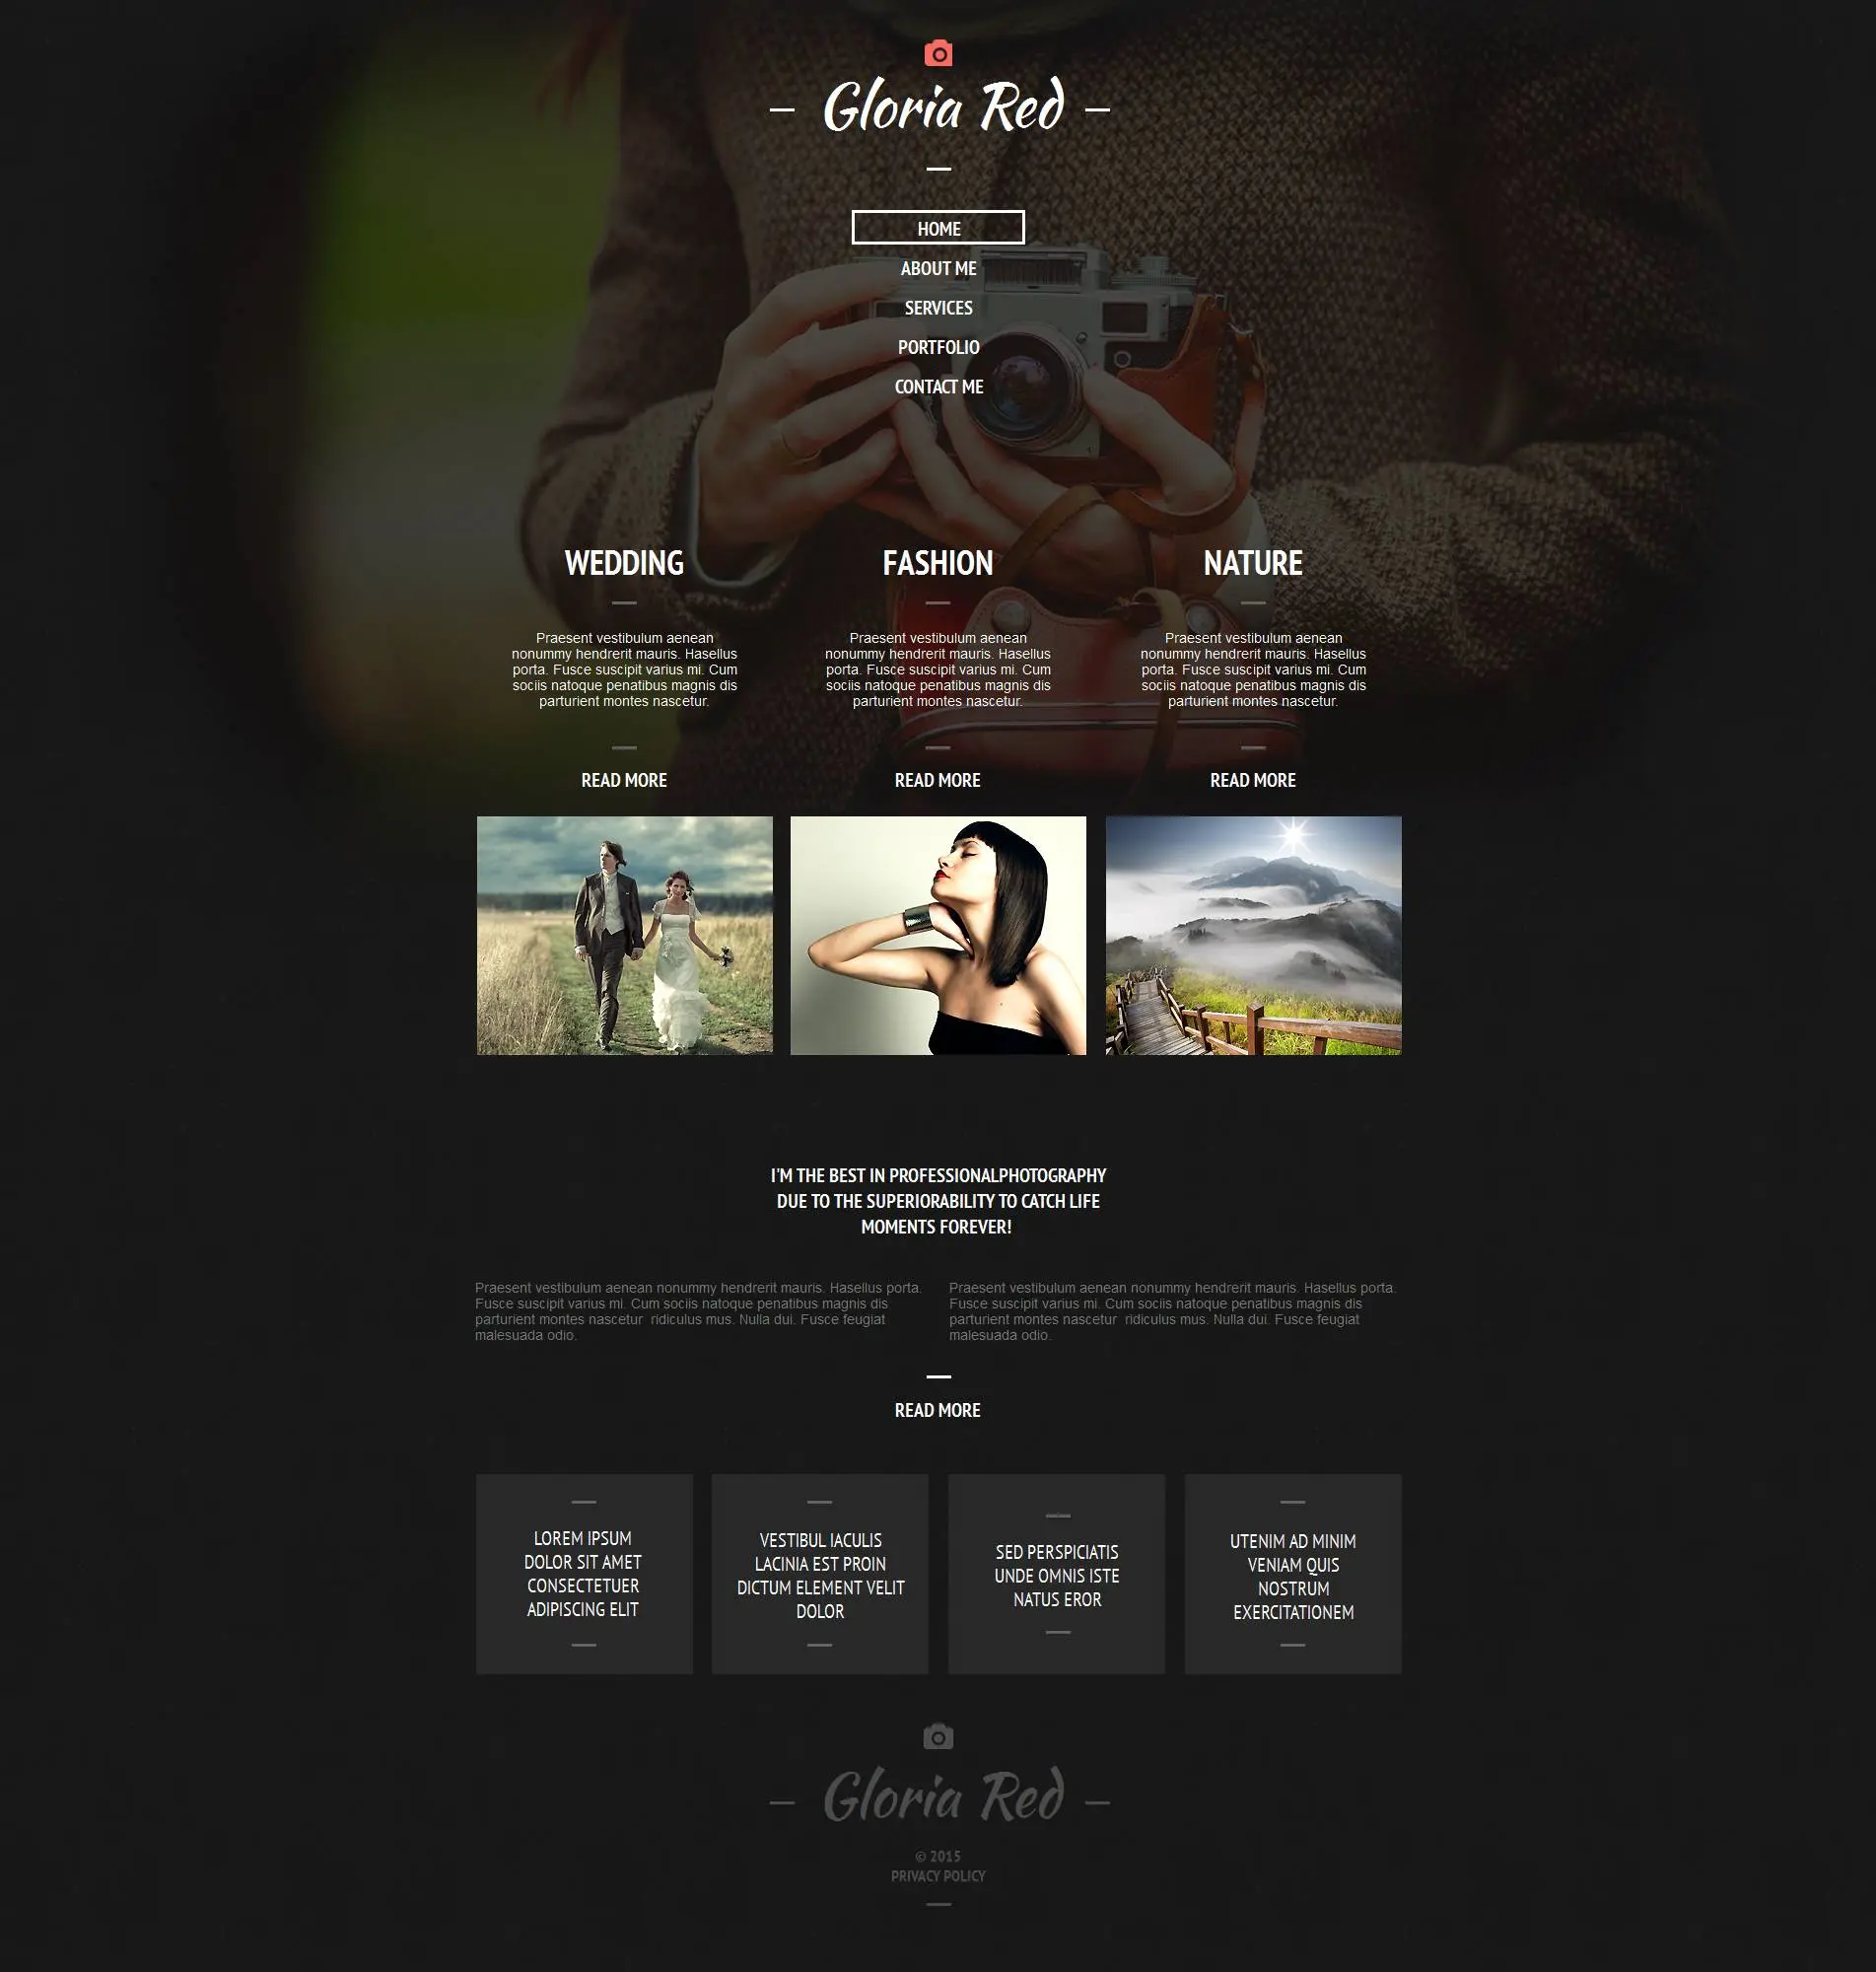 Gloria Red
HOME
ABOUT ME
SERVICES
PORTFOLIO
CONTACT ME
WEDDING
Praesent vestibulum aenean
nonummy hendrerit mauris. Hasellus
porta. Fusce suscipit varius mi. Cum
sociis natoque penatibus magnis dis
parturient montes nascetur.
READ MORE
FASHION
Praesent vestibulum aenean
nonummy hendrerit mauris. Hasellus
porta. Fusce suscipit varius mi. Cum
sociis natoque penatibus magnis dis
parturient montes nascetur.
READ MORE
NATURE
Praesent vestibulum aenean
nonummy hendrerit mauris. Hasellus
porta. Fusce suscipit varius mi. Cum
sociis natoque penatibus magnis dis
parturient montes nascetur.
READ MORE
I'M THE BEST IN PROFESSIONALPHOTOGRAPHY
DUE TO THE SUPERIORABILITY TO CATCH LIFE
MOMENTS FOREVER!
Praesent vestibulum aenean nonummy hendrerit mauris. Hasellus porta.
Fusce suscipit varius mi. Cum sociis natoque penatibus magnis dis
parturient montes nascetur  ridiculus mus. Nulla dui. Fusce feugiat
malesuada odio.
Praesent vestibulum aenean nonummy hendrerit mauris. Hasellus porta.
Fusce suscipit varius mi. Cum sociis natoque penatibus magnis dis
parturient montes nascetur  ridiculus mus. Nulla dui. Fusce feugiat
malesuada odio.
READ MORE
LOREM IPSUM
DOLOR SIT AMET
CONSECTETUER
ADIPISCING ELIT
VESTIBUL IACULIS
LACINIA EST PROIN
DICTUM ELEMENT VELIT
DOLOR
SED PERSPICIATIS
UNDE OMNIS ISTE
NATUS EROR
UTENIM AD MINIM
VENIAM QUIS
NOSTRUM
EXERCITATIONEM
Gloria Red
© 2015
PRIVACY POLICY